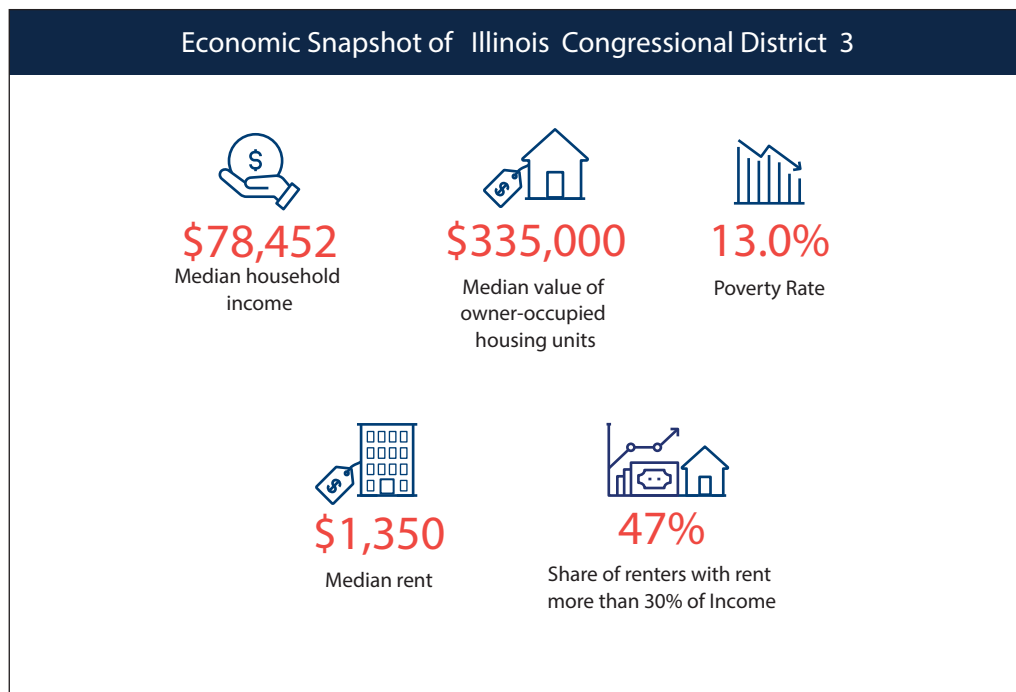 Economic Snapshot of Illinois Congressional District 3
$
$
$78,452
Median household
income
$335,000
Median value of
owner-occupied
housing units
13.0%
Poverty Rate
$
$1,350
Median rent
47%
Share of renters with rent
more than 30% of Income